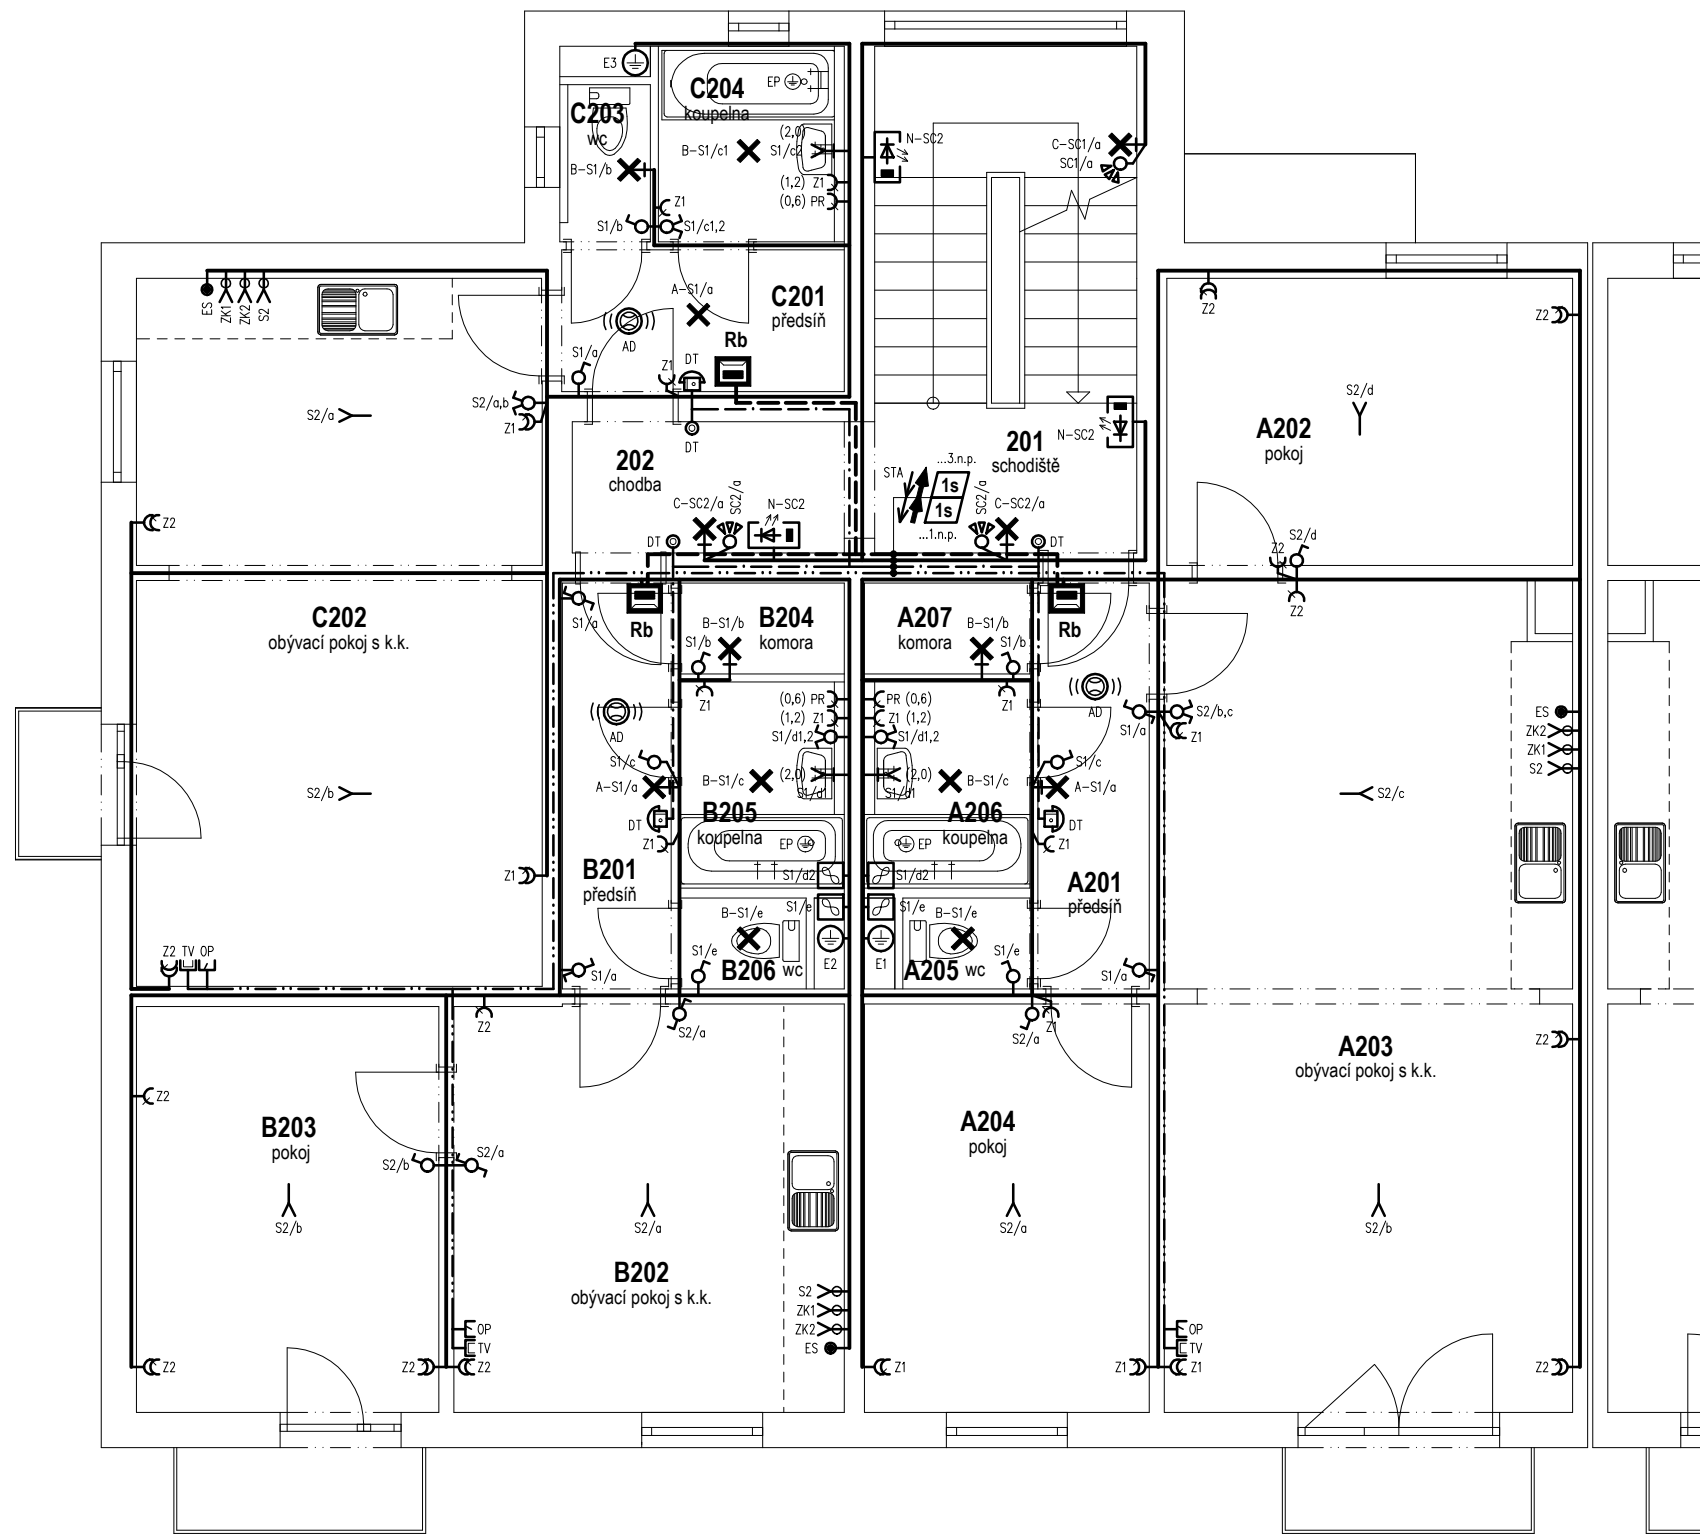 E3
C204
koupelna
EP
C203
wc
(2,0)
B-S1/c1
S1/c2
B-S1/b
(1,2) Z1
(0,6) PR
Z1
S1/b
S1/c1,2
N-SC2
C-SC1/a
SC1/a
ES
ZK1
ZK2
S2
A-S1/a
C201
předsíň
AD
Rb
S1/a
Z1
DT
S2/a
S2/a,b
Z1
DT
Z2
Z2
S2/d
A202
pokoj
N-SC2
201
schodiště
202
chodba
C-SC2/a
SC2/a
N-SC2
STA
...3.n.p.
1s
1s
...1.n.p.
SC2/a
C-SC2/a
Z2
DT
DT
Z2
S2/d
Z2
C202
obývací pokoj s k.k.
S1/a
Rb
B-S1/b
S1/b
B204
komora
A207
komora
B-S1/b
S1/b
Rb
Z1
(0,6) PR
(1,2) Z1
S1/d1,2
PR (0,6)
Z1 (1,2)
S1/d1,2
Z1
AD
AD
S1/a
S2/b,c
Z1
ES
ZK2
ZK1
S2
S2/b
S1/c
A-S1/a
B-S1/c
(2,0)
S1/d1
(2,0)
S1/d1
B-S1/c
S1/c
A-S1/a
S2/c
DT
Z1
B205
koupelna
EP
EP
A206
koupelna
DT
Z1
Z1
B201
předsíň
S1/d2
S1/d2
A201
předsíň
B-S1/e
S1/e
S1/e
B-S1/e
Z2
TV
OP
S1/a
S1/e
B206 wc
E2
E1
A205 wc
S1/e
S1/a
Z2
S2/a
S2/a
Z1
Z2
A203
obývací pokoj s k.k.
Z2
B203
pokoj
S2/b
S2/a
A204
pokoj
S2/b
S2/a
S2/a
S2/b
B202
obývací pokoj s k.k.
S2
ZK1
ZK2
ES
OP
TV
OP
TV
Z2
Z2
Z2
Z1
Z1
Z1
Z2